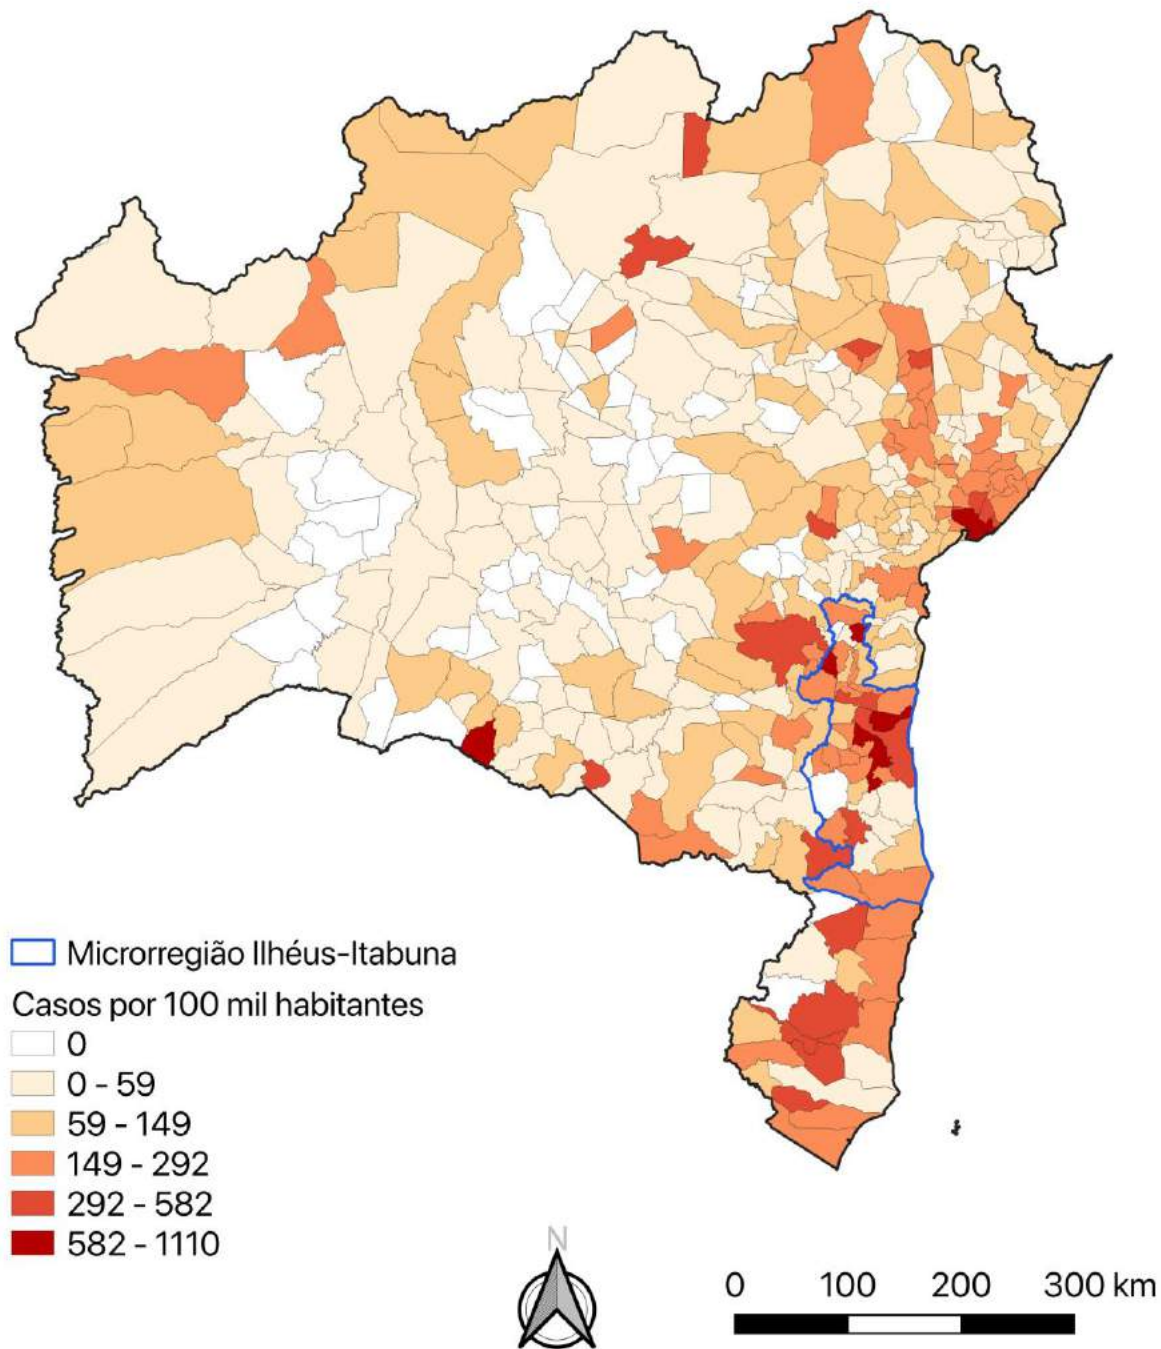 Microrregião Ilhéus-Itabuna
Casos por 100 mil habitantes
0
0 - 59
59 - 149
149 - 292
292 - 582
582 - 1110
N
0 100 200 300 km